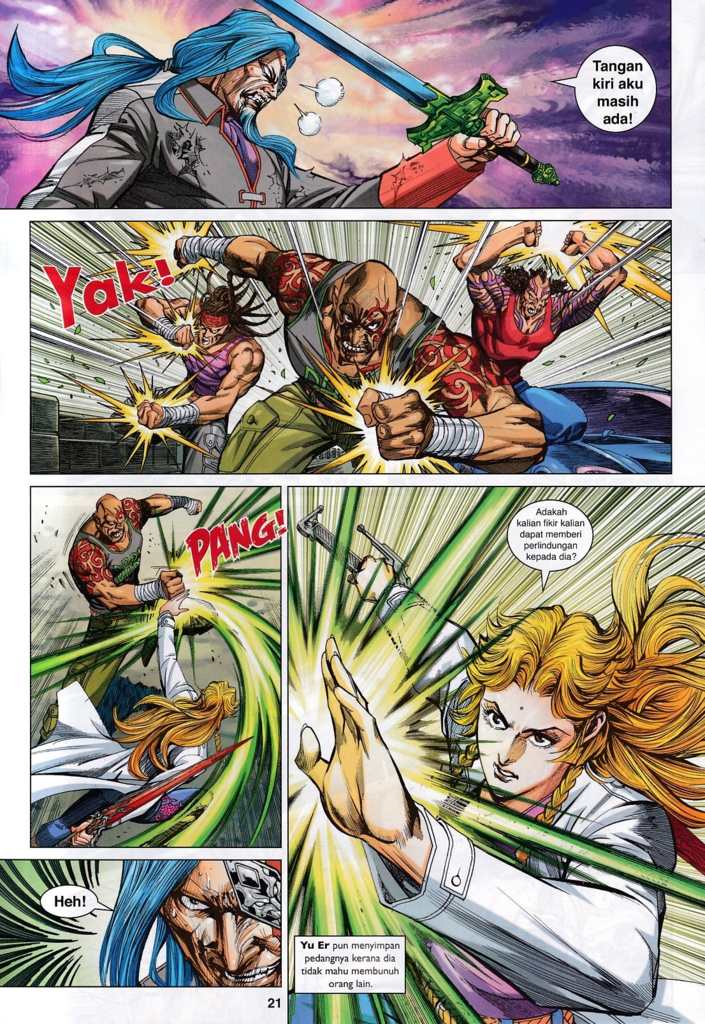 Tangan
kiri aku
masih
ada!
Yak!
PANG!
Adakah
kalian fikir kalian
dapat memberi
perlindungan
kepada dia?
Heh!
Yu Er pun menyimpan
pedangnya kerana dia
tidak mahu membunuh
orang lain.
21